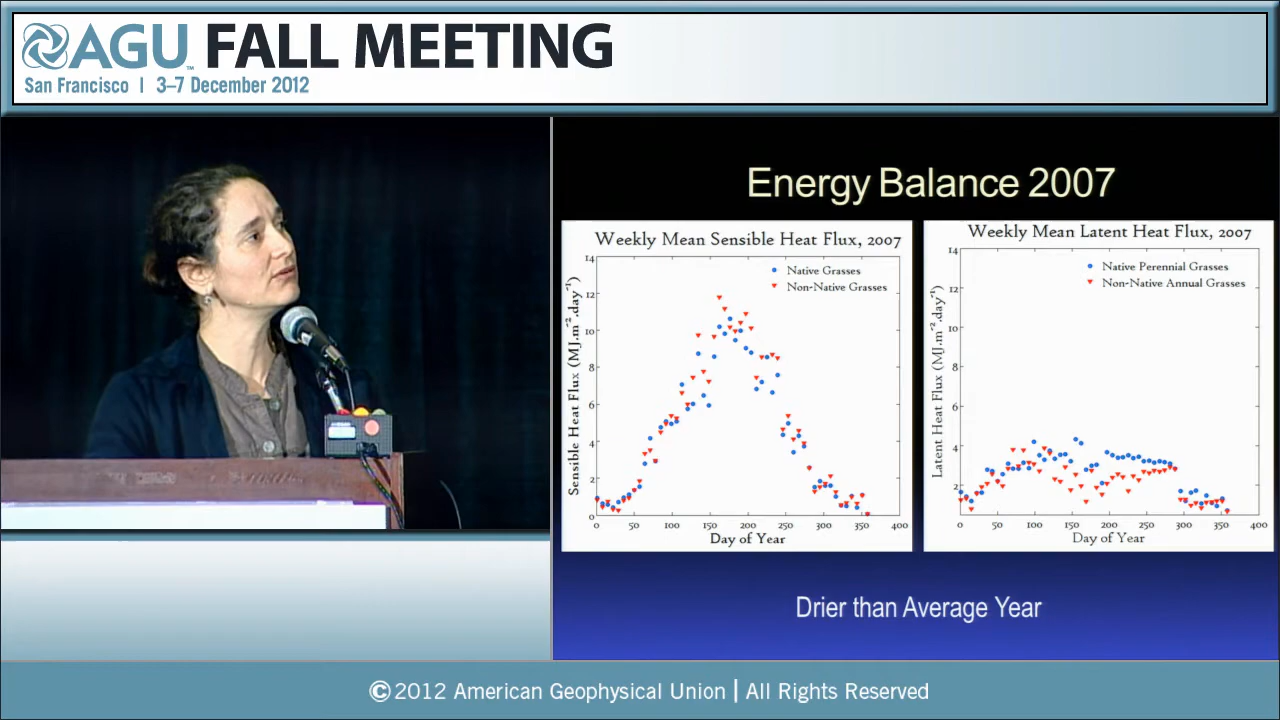 AGU™ FALL MEETING
San Francisco | 3–7 December 2012
Energy Balance 2007
Weekly Mean Sensible Heat Flux, 2007
Native Grasses
Non-Native Grasses
Sensible Heat Flux (MJ.m⁻².day⁻¹)
14
12
10
8
6
4
2
0
0 50 100 150 200 250 300 350 400
Day of Year
Weekly Mean Latent Heat Flux, 2007
Native Perennial Grasses
Non-Native Annual Grasses
Latent Heat Flux (MJ.m⁻².day⁻¹)
14
12
10
8
6
4
2
0 50 100 150 200 250 300 350 400
Day of Year
Drier than Average Year
© 2012 American Geophysical Union | All Rights Reserved